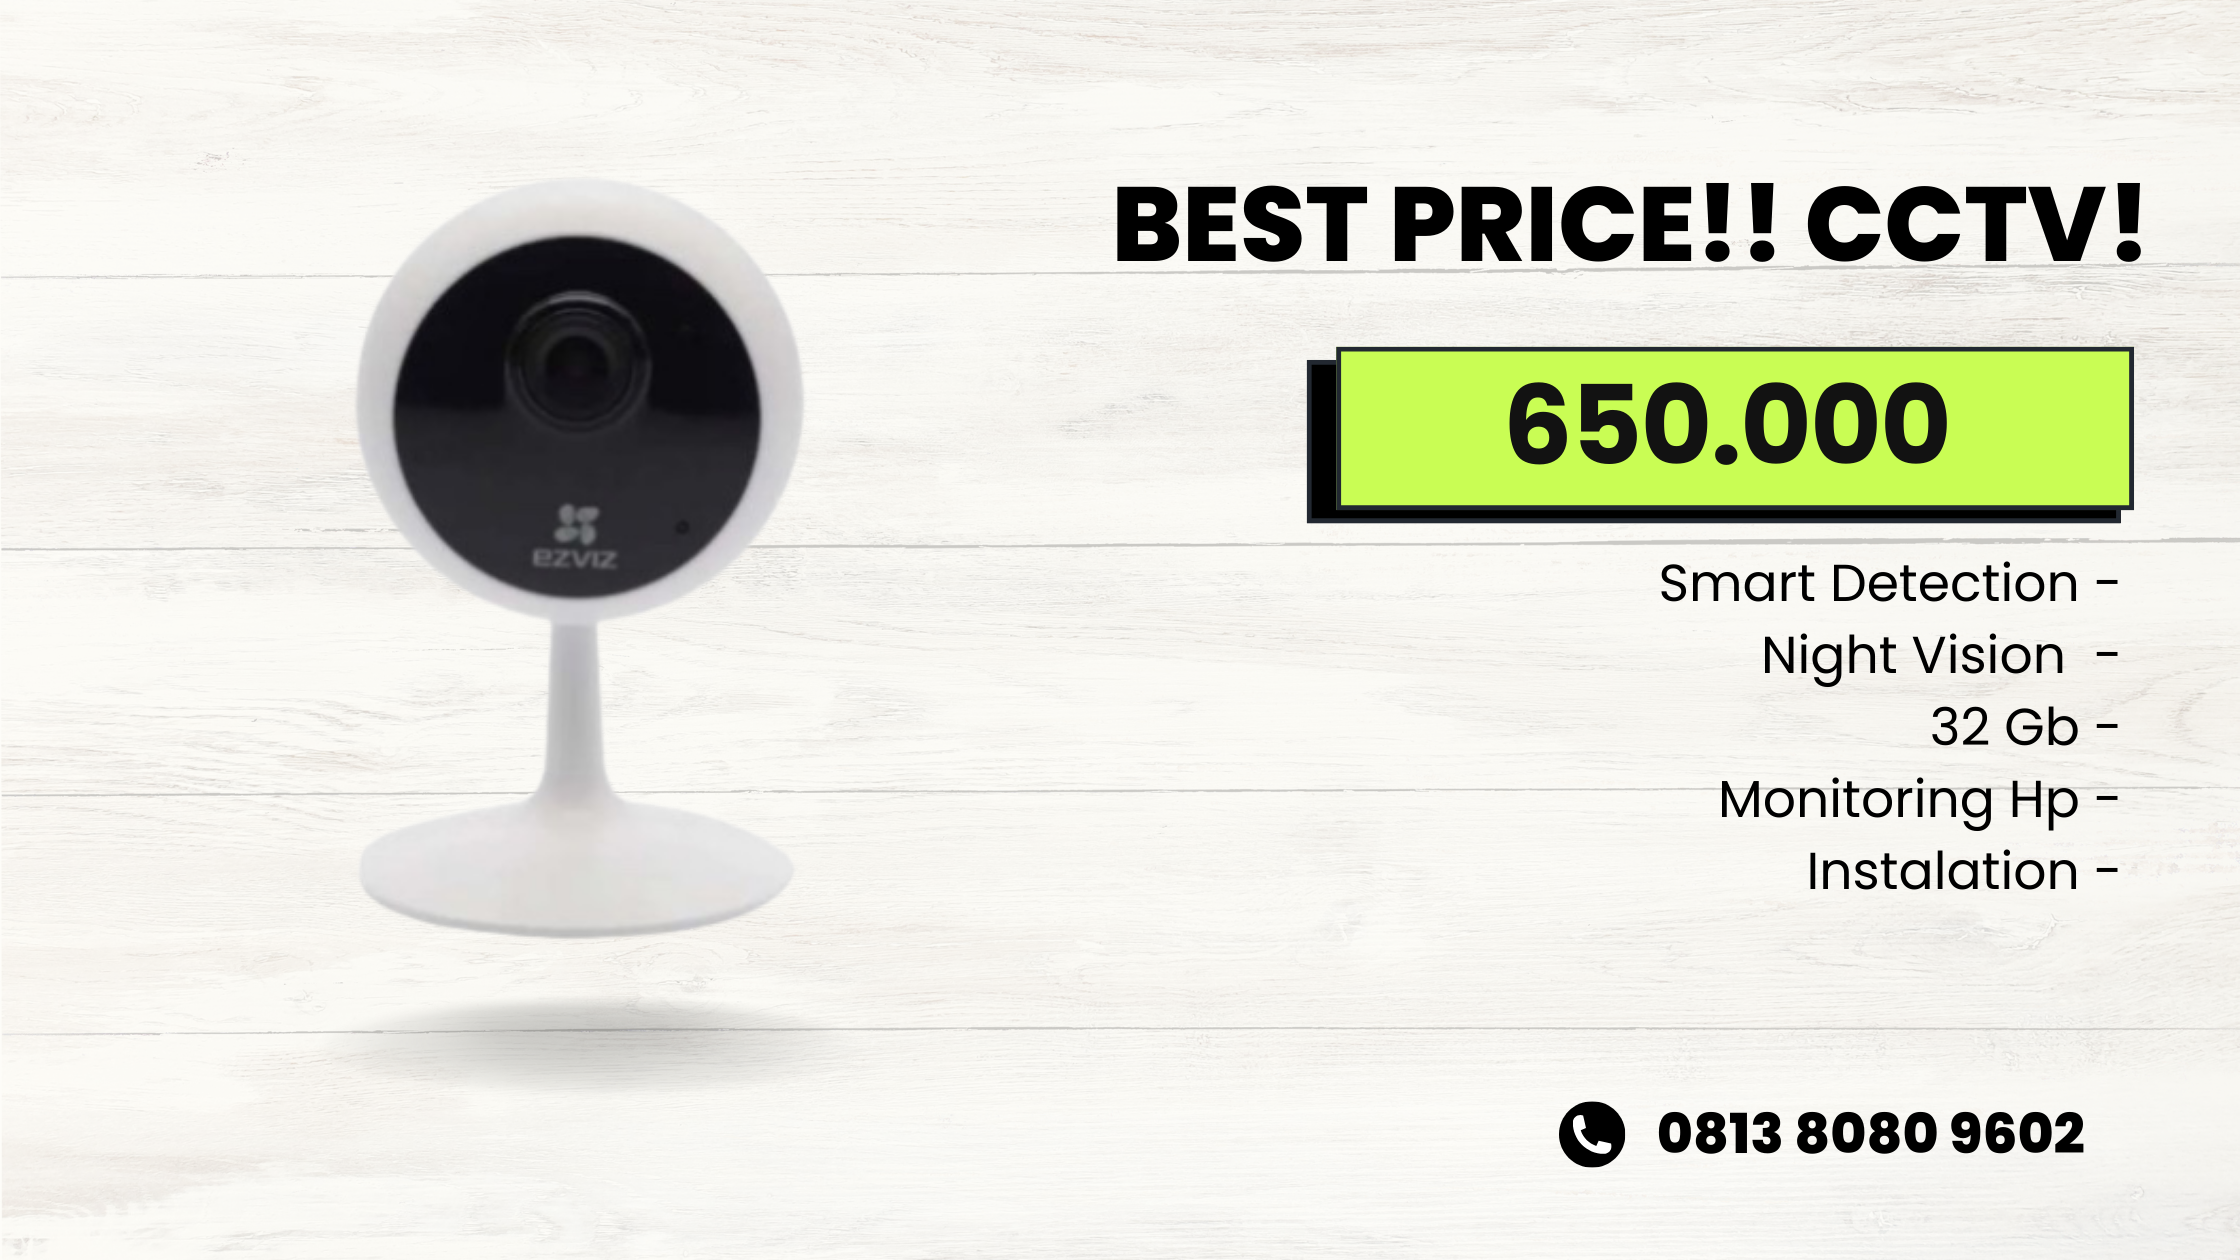 BEST PRICE!! CCTV!
650.000
Smart Detection -
Night Vision -
32 Gb -
Monitoring Hp -
Instalation -
ezviz
0813 8080 9602